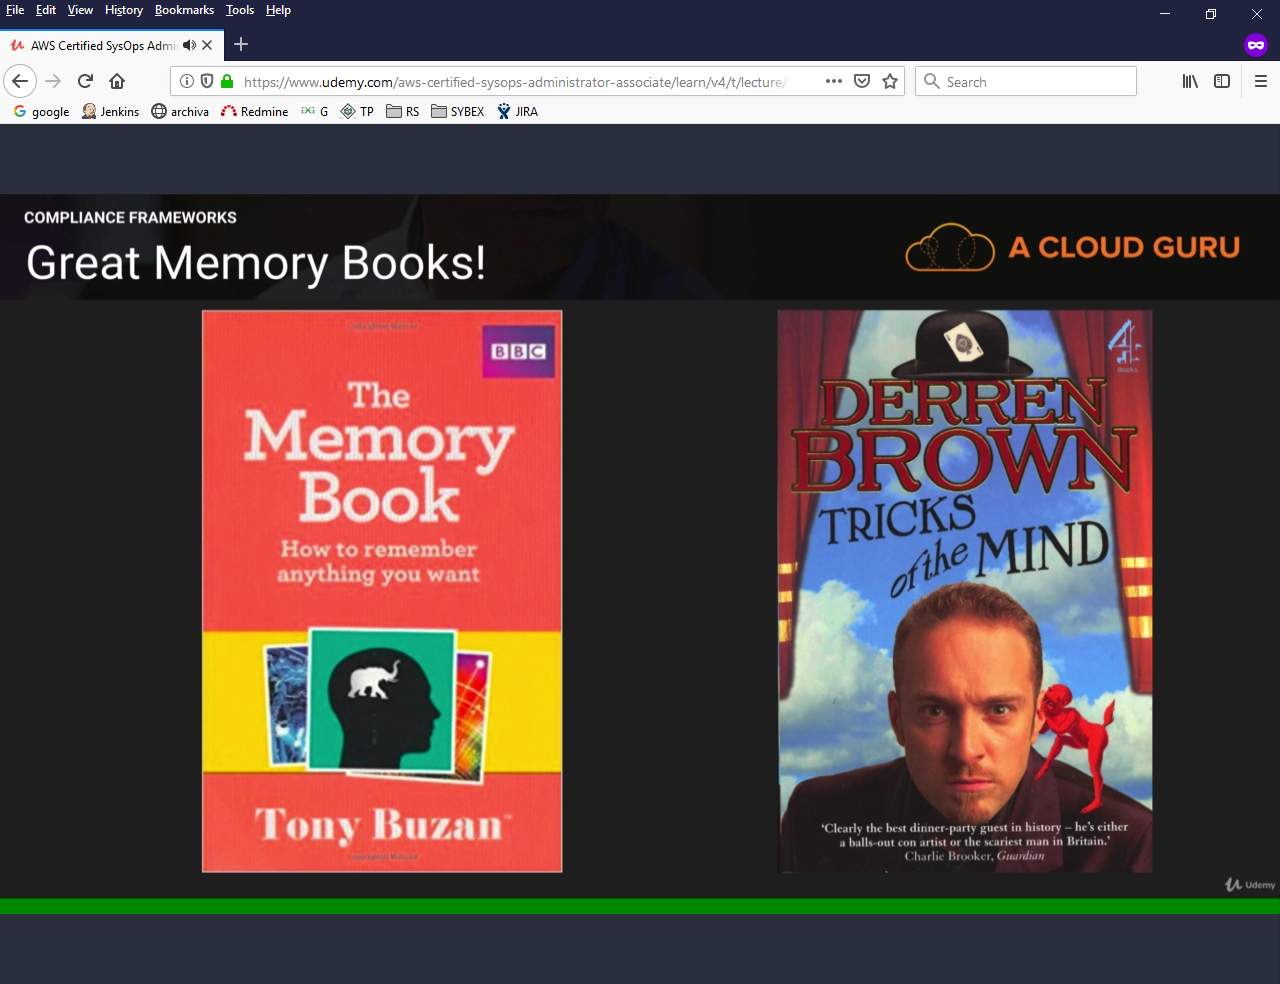 File Edit View History Bookmarks Tools Help
AWS Certified SysOps Admi
https://www.udemy.com/aws-certified-sysops-administrator-associate/learn/v4/t/lecture/
Search
google Jenkins archiva Redmine G TP RS SYBEX JIRA
COMPLIANCE FRAMEWORKS
Great Memory Books!
A CLOUD GURU
BBC
The
Memory
Book
How to remember
anything you want
Tony Buzan
4
Books
DERREN
BROWN
TRICKS
of the MIND
'Clearly the best dinner-party guest in history – he's either
a balls-out con artist or the scariest man in Britain.'
Charlie Brooker, Guardian
Udemy